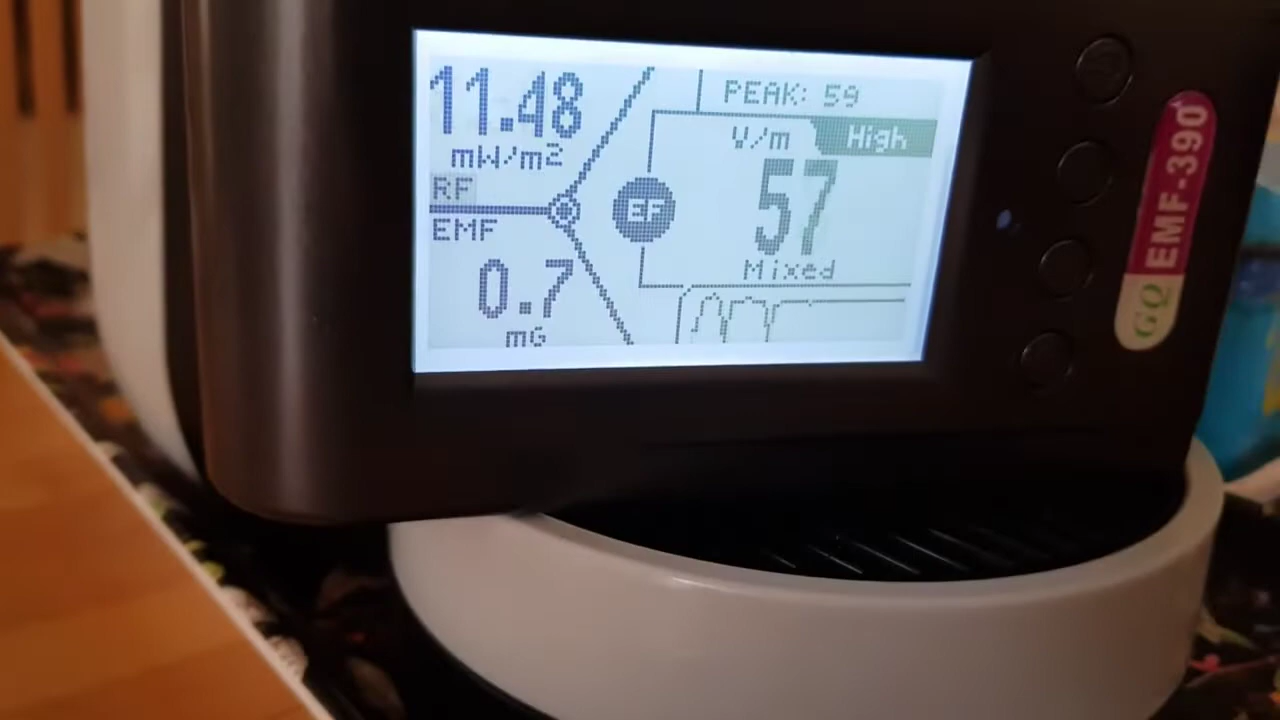 11.48
mW/m²
RF
EMF
0.7
mG
PEAK: 59
V/m
High
EF
57
Mixed
GQ EMF-390